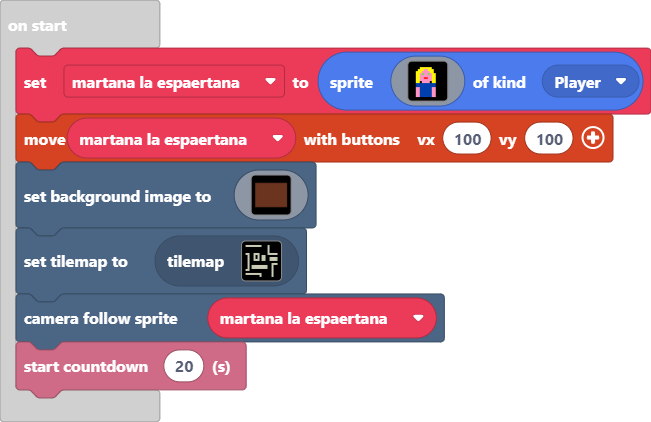 on start
set martana la espaertana to sprite of kind Player
move martana la espaertana with buttons vx 100 vy 100
set background image to
set tilemap to tilemap
camera follow sprite martana la espaertana
start countdown 20 (s)